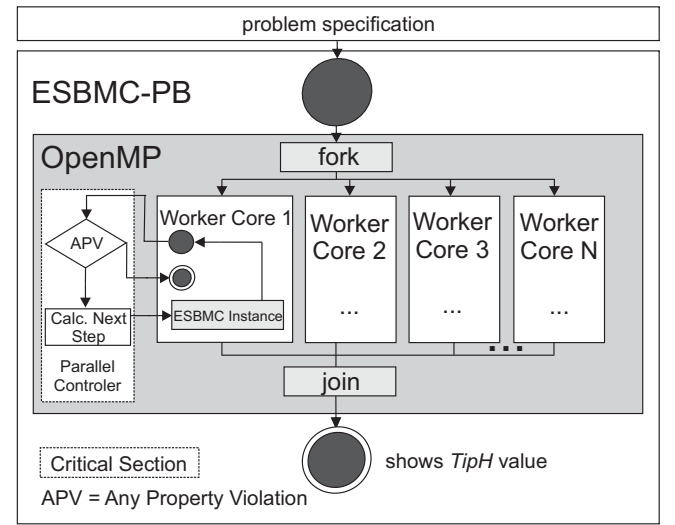 problem specification
ESBMC-PB
OpenMP
fork
APV
Calc. Next
Step
Parallel
Controler
Worker Core 1
ESBMC Instance
Worker
Core 2
...
Worker
Core 3
...
Worker
Core N
...
...
join
shows TipH value
Critical Section
APV = Any Property Violation